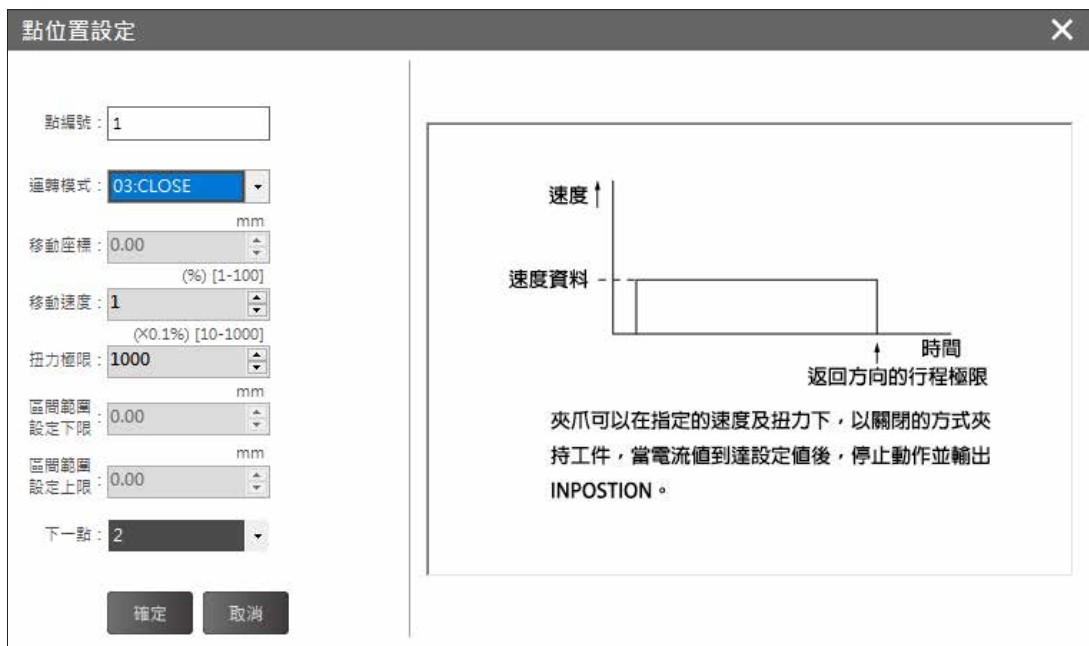 點位置設定
點編號：1
運轉模式：03:CLOSE
mm
移動座標：0.00
(%) [1-100]
移動速度：1
(×0.1%) [10-1000]
扭力極限：1000
mm
區間範圍
設定下限：0.00
mm
區間範圍
設定上限：0.00
下一點：2
確定 取消
速度
速度資料
時間
返回方向的行程極限
夾爪可以在指定的速度及扭力下，以關閉的方式夾
持工件，當電流值到達設定值後，停止動作並輸出
INPOSTION。